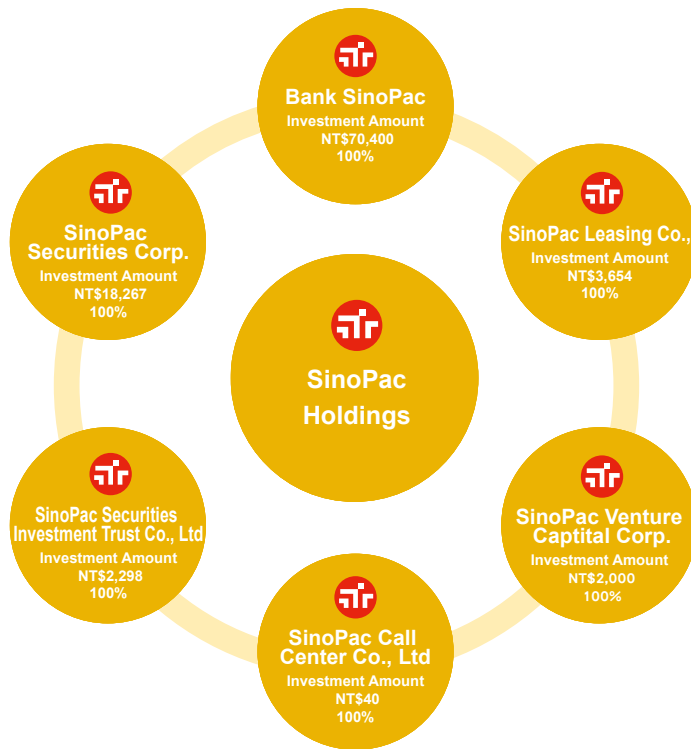 Bank SinoPac
Investment Amount
NT$70,400
100%
SinoPac Leasing Co.,
Investment Amount
NT$3,654
100%
SinoPac Venture
Captital Corp.
Investment Amount
NT$2,000
100%
SinoPac Call
Center Co., Ltd
Investment Amount
NT$40
100%
SinoPac Securities
Investment Trust Co., Ltd.
Investment Amount
NT$2,298
100%
SinoPac
Securities Corp.
Investment Amount
NT$18,267
100%
SinoPac
Holdings